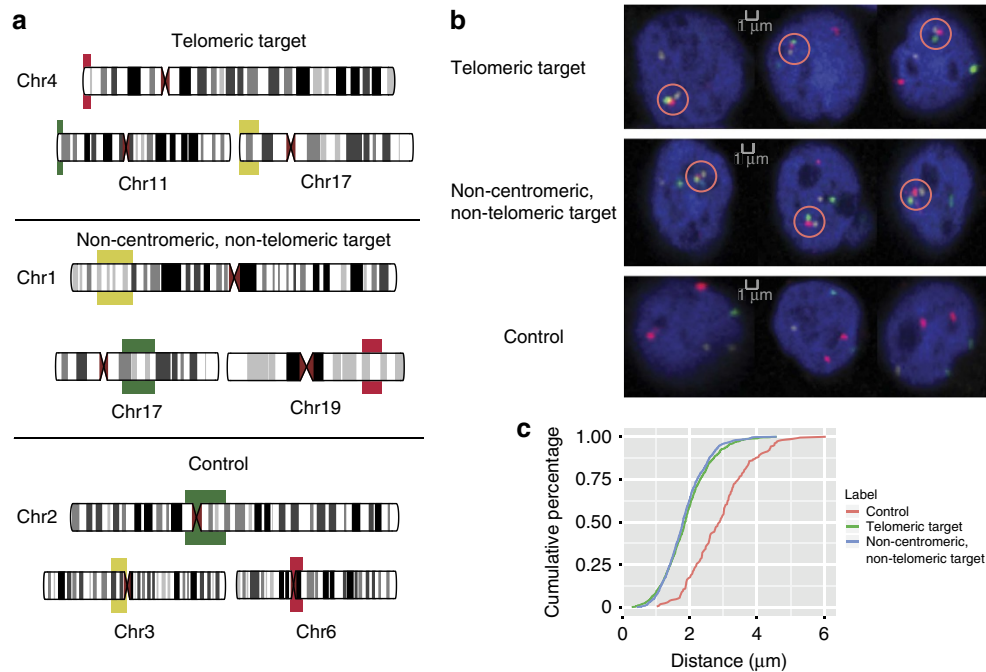 a
Telomeric target
Chr4
Chr11
Chr17
Non-centromeric, non-telomeric target
Chr1
Chr17
Chr19
Control
Chr2
Chr3
Chr6
b
Telomeric target
1 μm
Non-centromeric,
non-telomeric target
1 μm
Control
1 μm
c
Cumulative percentage
1.00
0.75
0.50
0.25
0
0
2
4
6
Distance (μm)
Label
Control
Telomeric target
Non-centromeric,
non-telomeric target